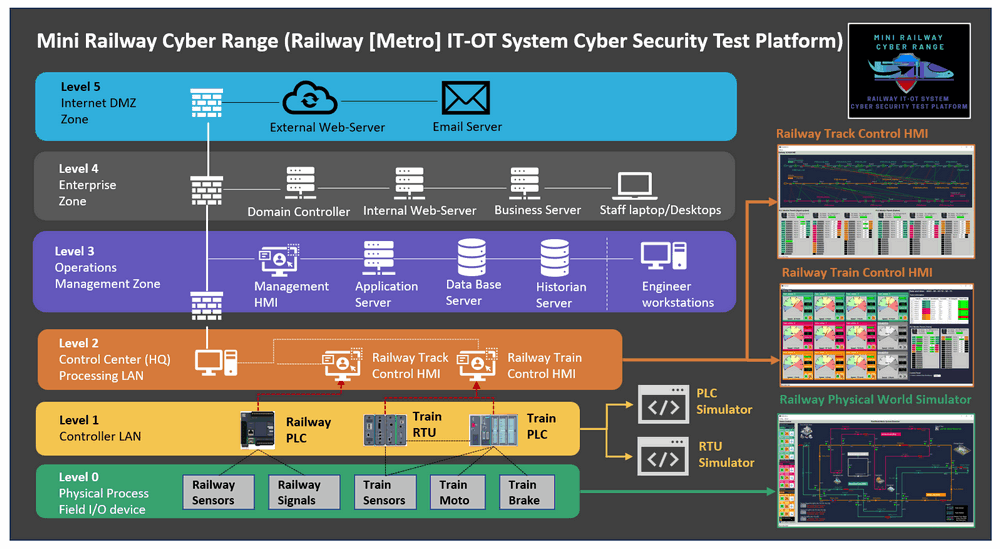 Mini Railway Cyber Range (Railway [Metro] IT-OT System Cyber Security Test Platform)
MINI RAILWAY
CYBER RANGE
RAILWAY IT-OT SYSTEM
CYBER SECURITY TEST PLATFORM
Level 5
Internet DMZ
Zone
External Web-Server
Email Server
Railway Track Control HMI
Level 4
Enterprise
Zone
Domain Controller
Internal Web-Server
Business Server
Staff laptop/Desktops
Level 3
Operations
Management Zone
Management
HMI
Application
Server
Data Base
Server
Historian
Server
Engineer
workstations
Railway Train Control HMI
Level 2
Control Center (HQ)
Processing LAN
Railway Track
Control HMI
Railway Train
Control HMI
Railway Physical World Simulator
Level 1
Controller LAN
Railway
PLC
Train
RTU
Train
PLC
PLC
Simulator
RTU
Simulator
Level 0
Physical Process
Field I/O device
Railway
Sensors
Railway
Signals
Train
Sensors
Train
Moto
Train
Brake